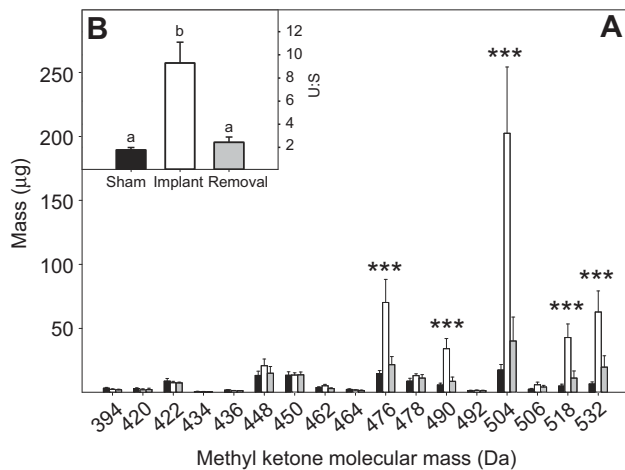 B
A
12
10
8
6
4
2
U:S
a
b
a
Sham Implant Removal
Mass (μg)
250
200
150
100
50
***
***
***
***
***
394 420 422 434 436 448 450 462 464 476 478 490 492 504 506 518 532
Methyl ketone molecular mass (Da)